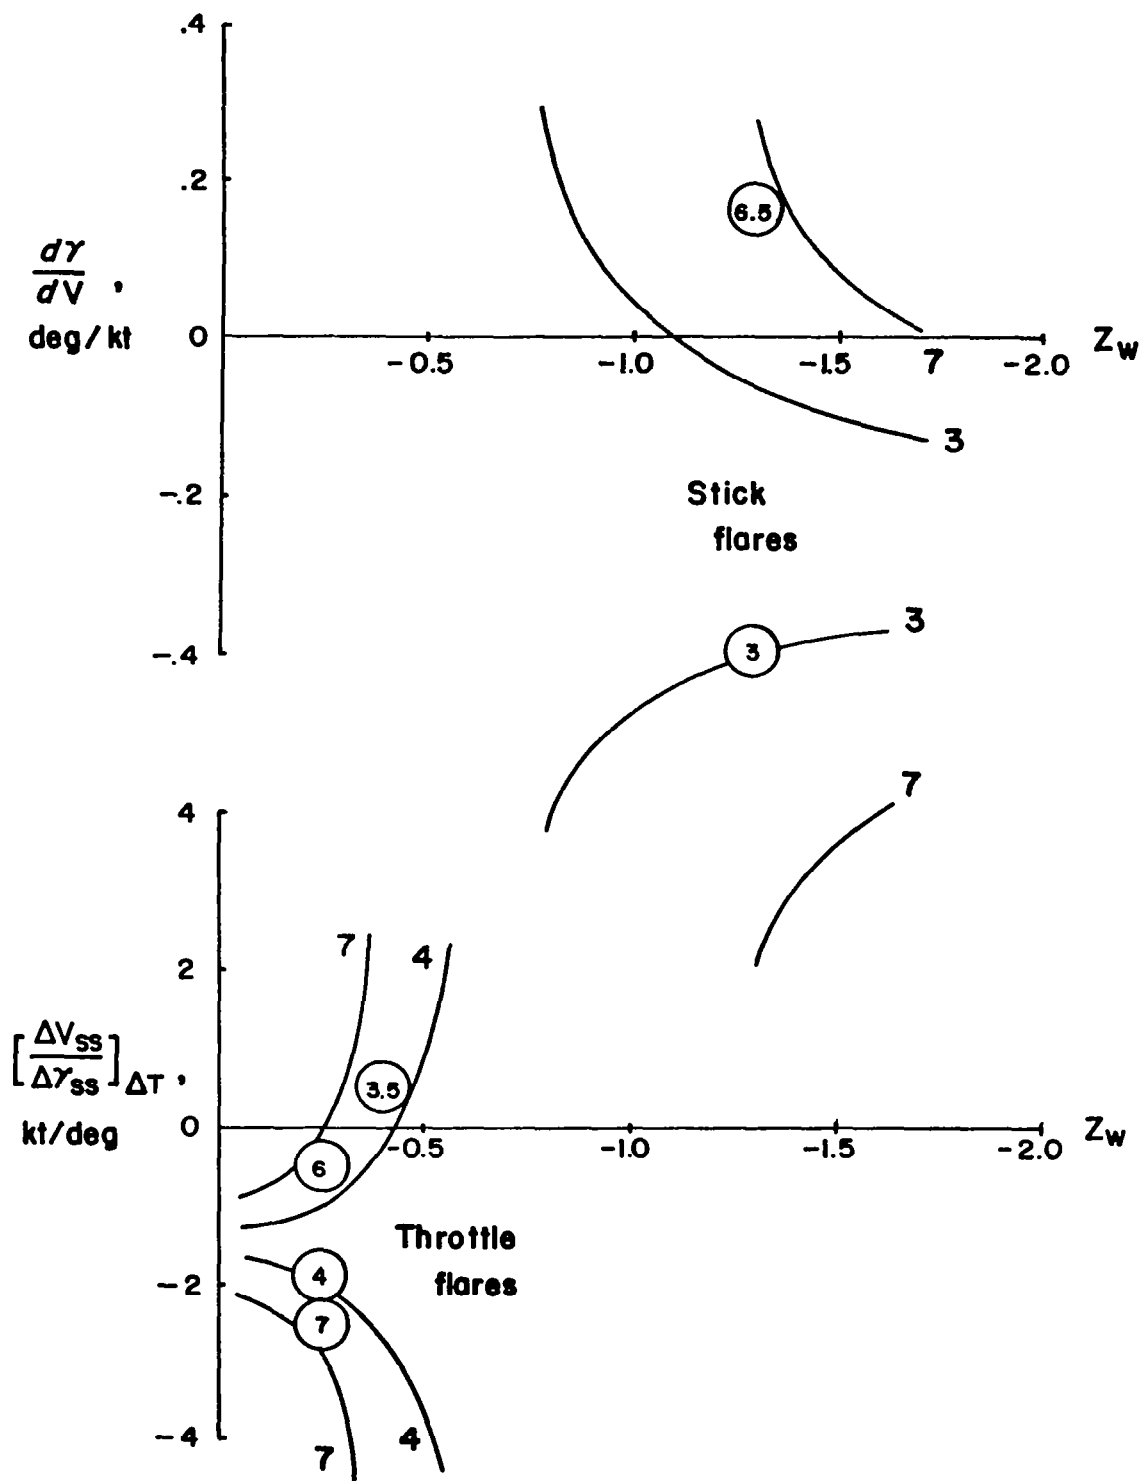 .4
.2
6.5
dγ
dV ,
deg/kt
0
-0.5
-1.0
-1.5
7
-2.0
Zw
3
-.2
Stick
flares
-.4
3
3
7
4
7
4
2
[ΔVss
Δγss]ΔT ,
kt/deg
3.5
0
-0.5
-1.0
-1.5
-2.0
Zw
6
Throttle
flares
4
-2
7
-4
7
4